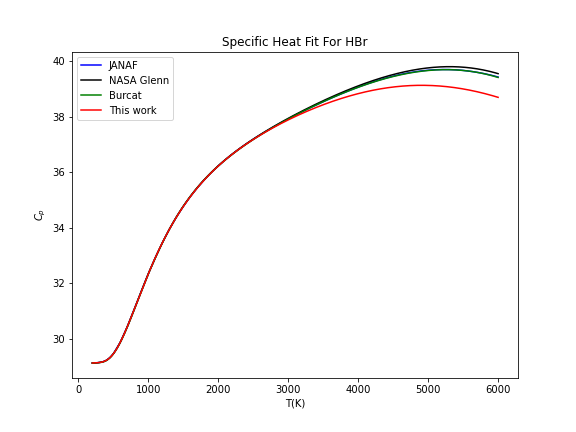 Specific Heat Fit For HBr
JANAF
NASA Glenn
Burcat
This work
40
38
36
34
32
30
Cp
0 1000 2000 3000 4000 5000 6000
T(K)